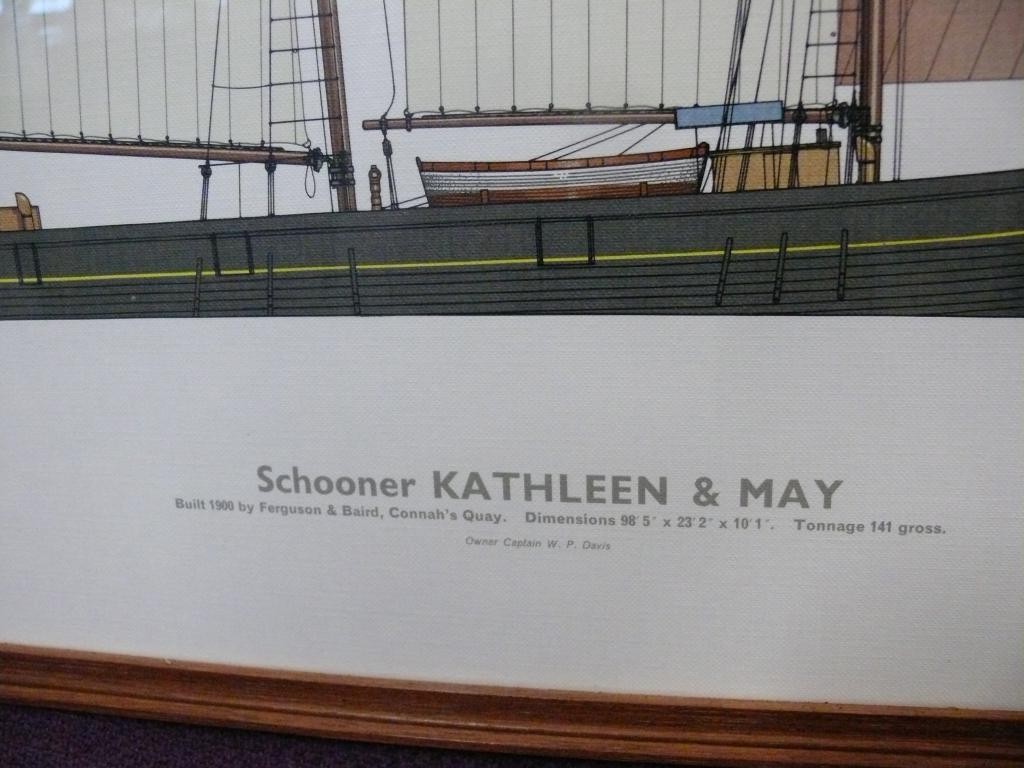 Schooner KATHLEEN & MAY
Built 1900 by Ferguson & Baird, Connah's Quay. Dimensions 98' 5" x 23' 2" x 10' 1". Tonnage 141 gross.
Owner Captain W. P. Davis